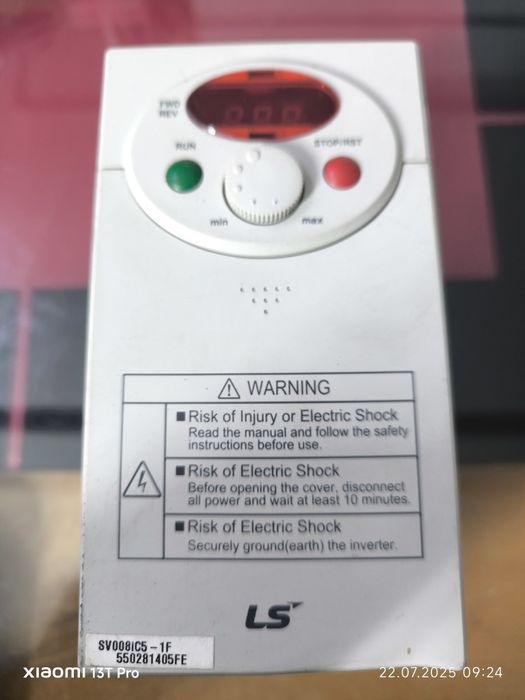 FWD
REV
RUN
STOP/RST
min
max
WARNING
Risk of Injury or Electric Shock
Read the manual and follow the safety
instructions before use.
Risk of Electric Shock
Before opening the cover, disconnect
all power and wait at least 10 minutes.
Risk of Electric Shock
Securely ground(earth) the inverter.
LS
SV008iC5-1F
550281405FE
XIAOMI 13T Pro
22.07.2025 09:24